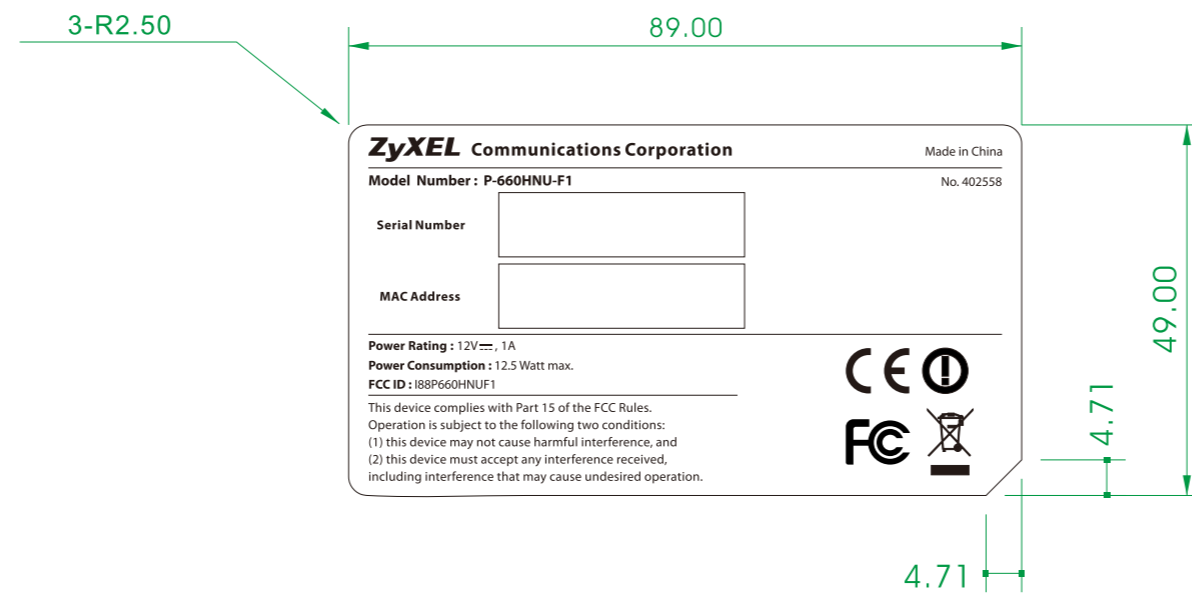 3-R2.50
89.00
ZyXEL Communications Corporation
Made in China
Model Number : P-660HNU-F1
No. 402558
Serial Number
MAC Address
49.00
Power Rating : 12V⎓, 1A
Power Consumption : 12.5 Watt max.
FCC ID : I88P660HNUF1
This device complies with Part 15 of the FCC Rules.
Operation is subject to the following two conditions:
(1) this device may not cause harmful interference, and
(2) this device must accept any interference received,
including interference that may cause undesired operation.
CE
FC
4.71
4.71